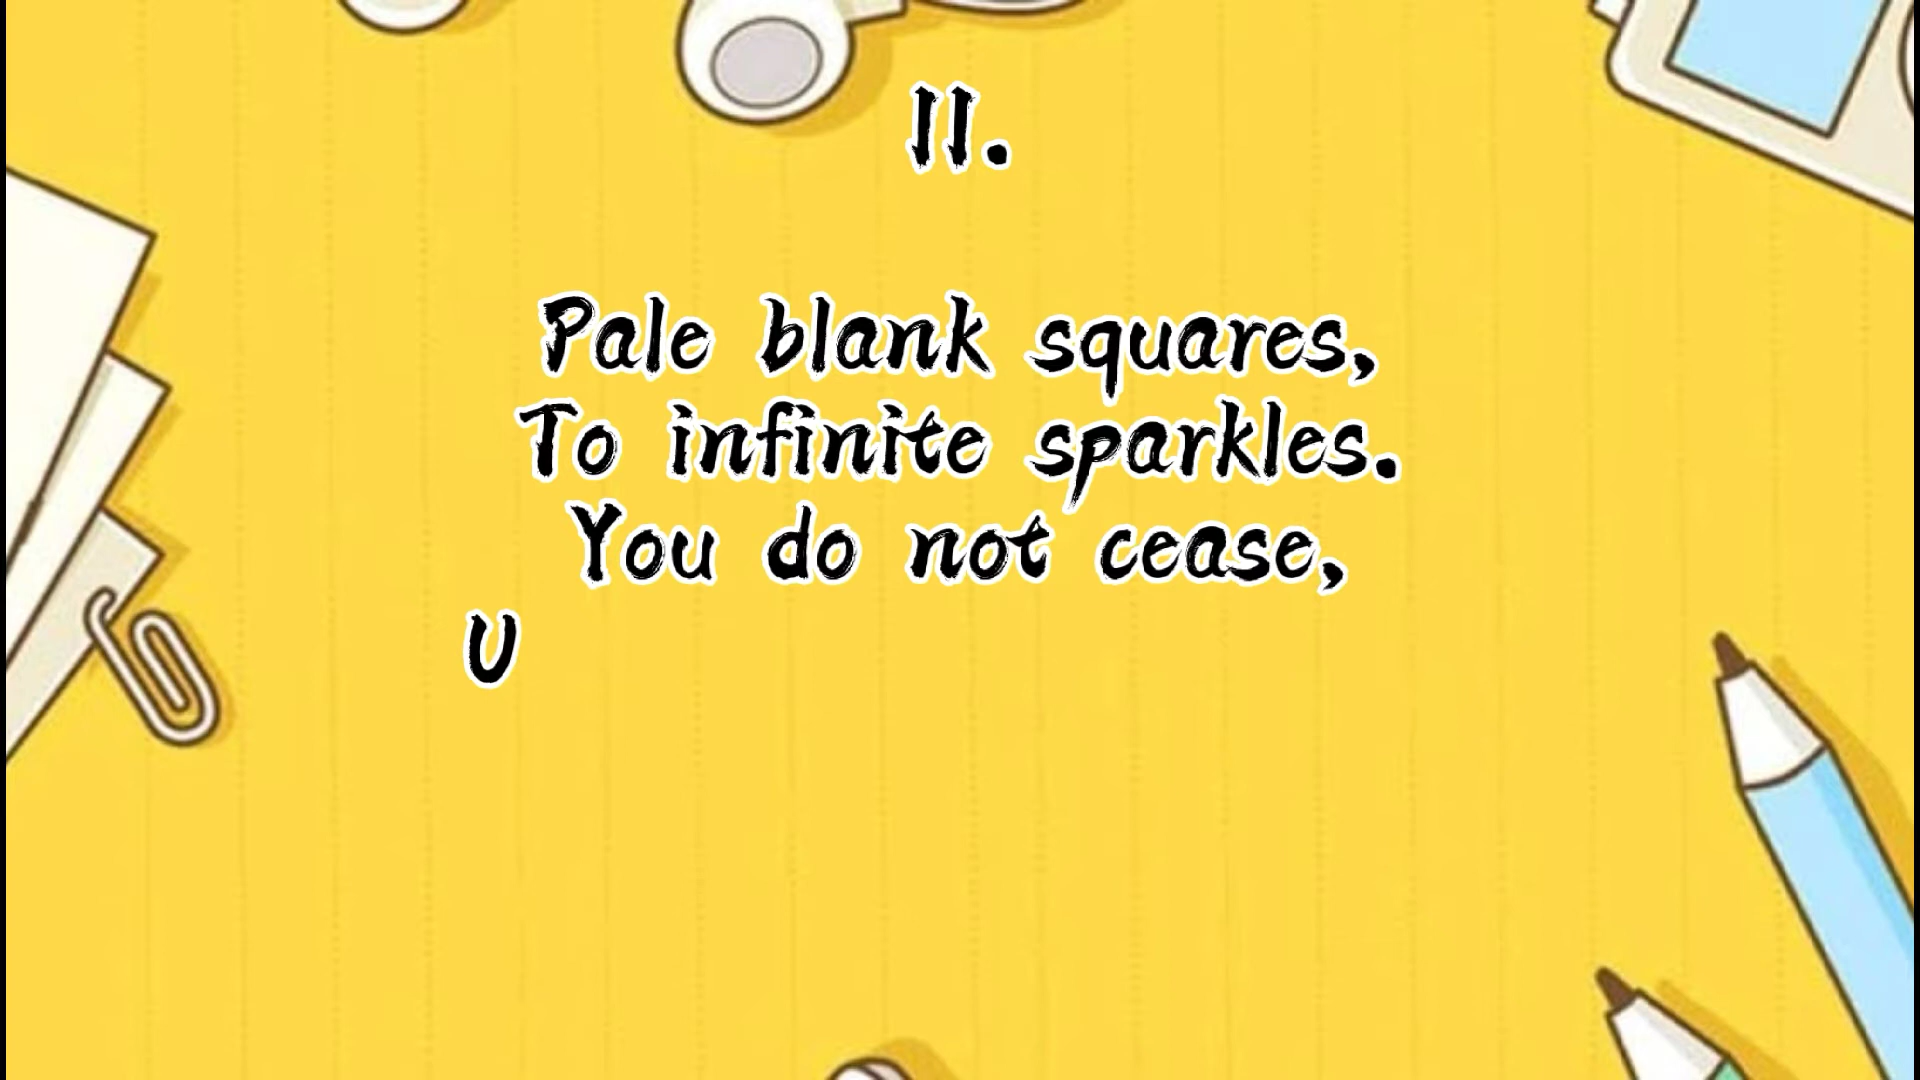 II.
Pale blank squares,
To infinite sparkles.
You do not cease,
U